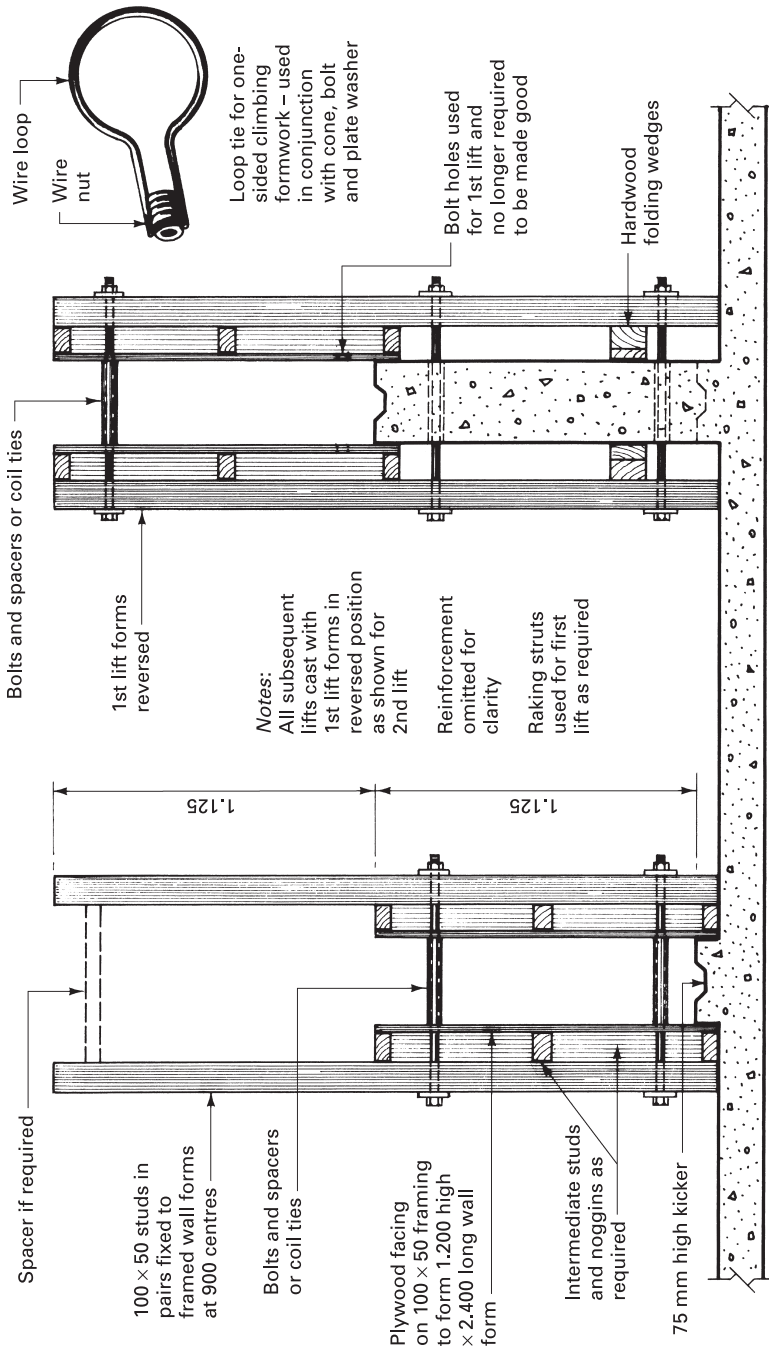 Spacer if required
100 × 50 studs in
pairs fixed to
framed wall forms
at 900 centres
Bolts and spacers
or coil ties
Plywood facing
on 100 × 50 framing
to form 1.200 high
× 2.400 long wall
form
Intermediate studs
and noggins as
required
75 mm high kicker
1.125
1.125
Bolts and spacers or coil ties
1st lift forms
reversed
Notes:
All subsequent
lifts cast with
1st lift forms in
reversed position
as shown for
2nd lift
Reinforcement
omitted for
clarity
Raking struts
used for first
lift as required
Wire loop
Wire
nut
Loop tie for one-
sided climbing
formwork – used
in conjunction
with cone, bolt
and plate washer
Bolt holes used
for 1st lift and
no longer required
to be made good
Hardwood
folding wedges